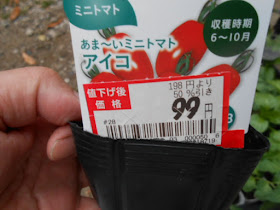 ミニトマト
収穫時期
6～10月
あま～いミニトマト
アイコ
値下げ後
価格
198円より
50%引き
99円
#28